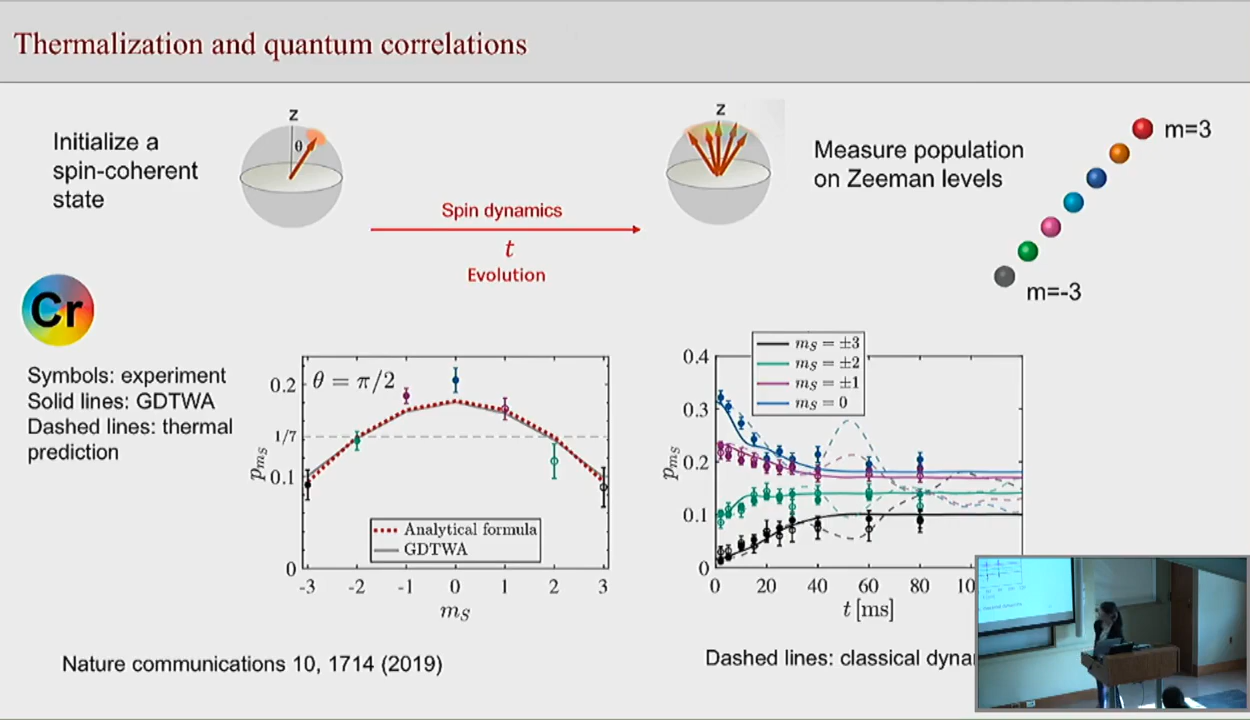 Thermalization and quantum correlations
Initialize a
spin-coherent
state
z
θ
Spin dynamics
t
Evolution
z
Measure population
on Zeeman levels
m=3
m=-3
Cr
Symbols: experiment
Solid lines: GDTWA
Dashed lines: thermal
prediction
θ = π/2
0.2
1/7
0.1
0
p_{m_S}
Analytical formula
GDTWA
-3 -2 -1 0 1 2 3
m_S
m_S = ±3
m_S = ±2
m_S = ±1
m_S = 0
0.4
0.3
0.2
0.1
0
p_{m_S}
0 20 40 60 80
t [ms]
Nature communications 10, 1714 (2019)
Dashed lines: classical